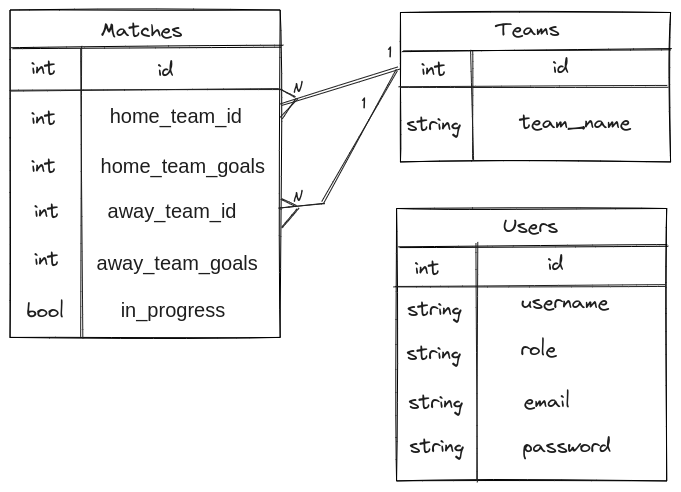 Matches
int id
int home_team_id
int home_team_goals
int away_team_id
int away_team_goals
bool in_progress
N
N
1
1
Teams
int id
string team_name
Users
int id
string username
string role
string email
string password